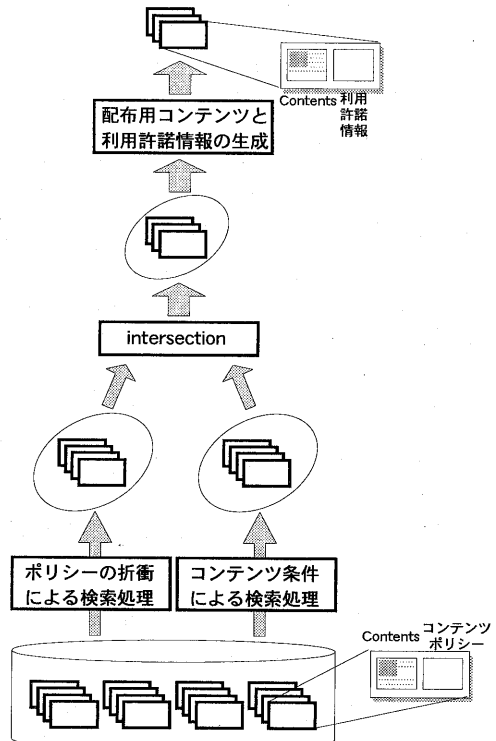 Contents 利用
許諾
情報
配布用コンテンツと
利用許諾情報の生成
intersection
ポリシーの折衝
による検索処理
コンテンツ条件
による検索処理
Contents コンテンツ
ポリシー